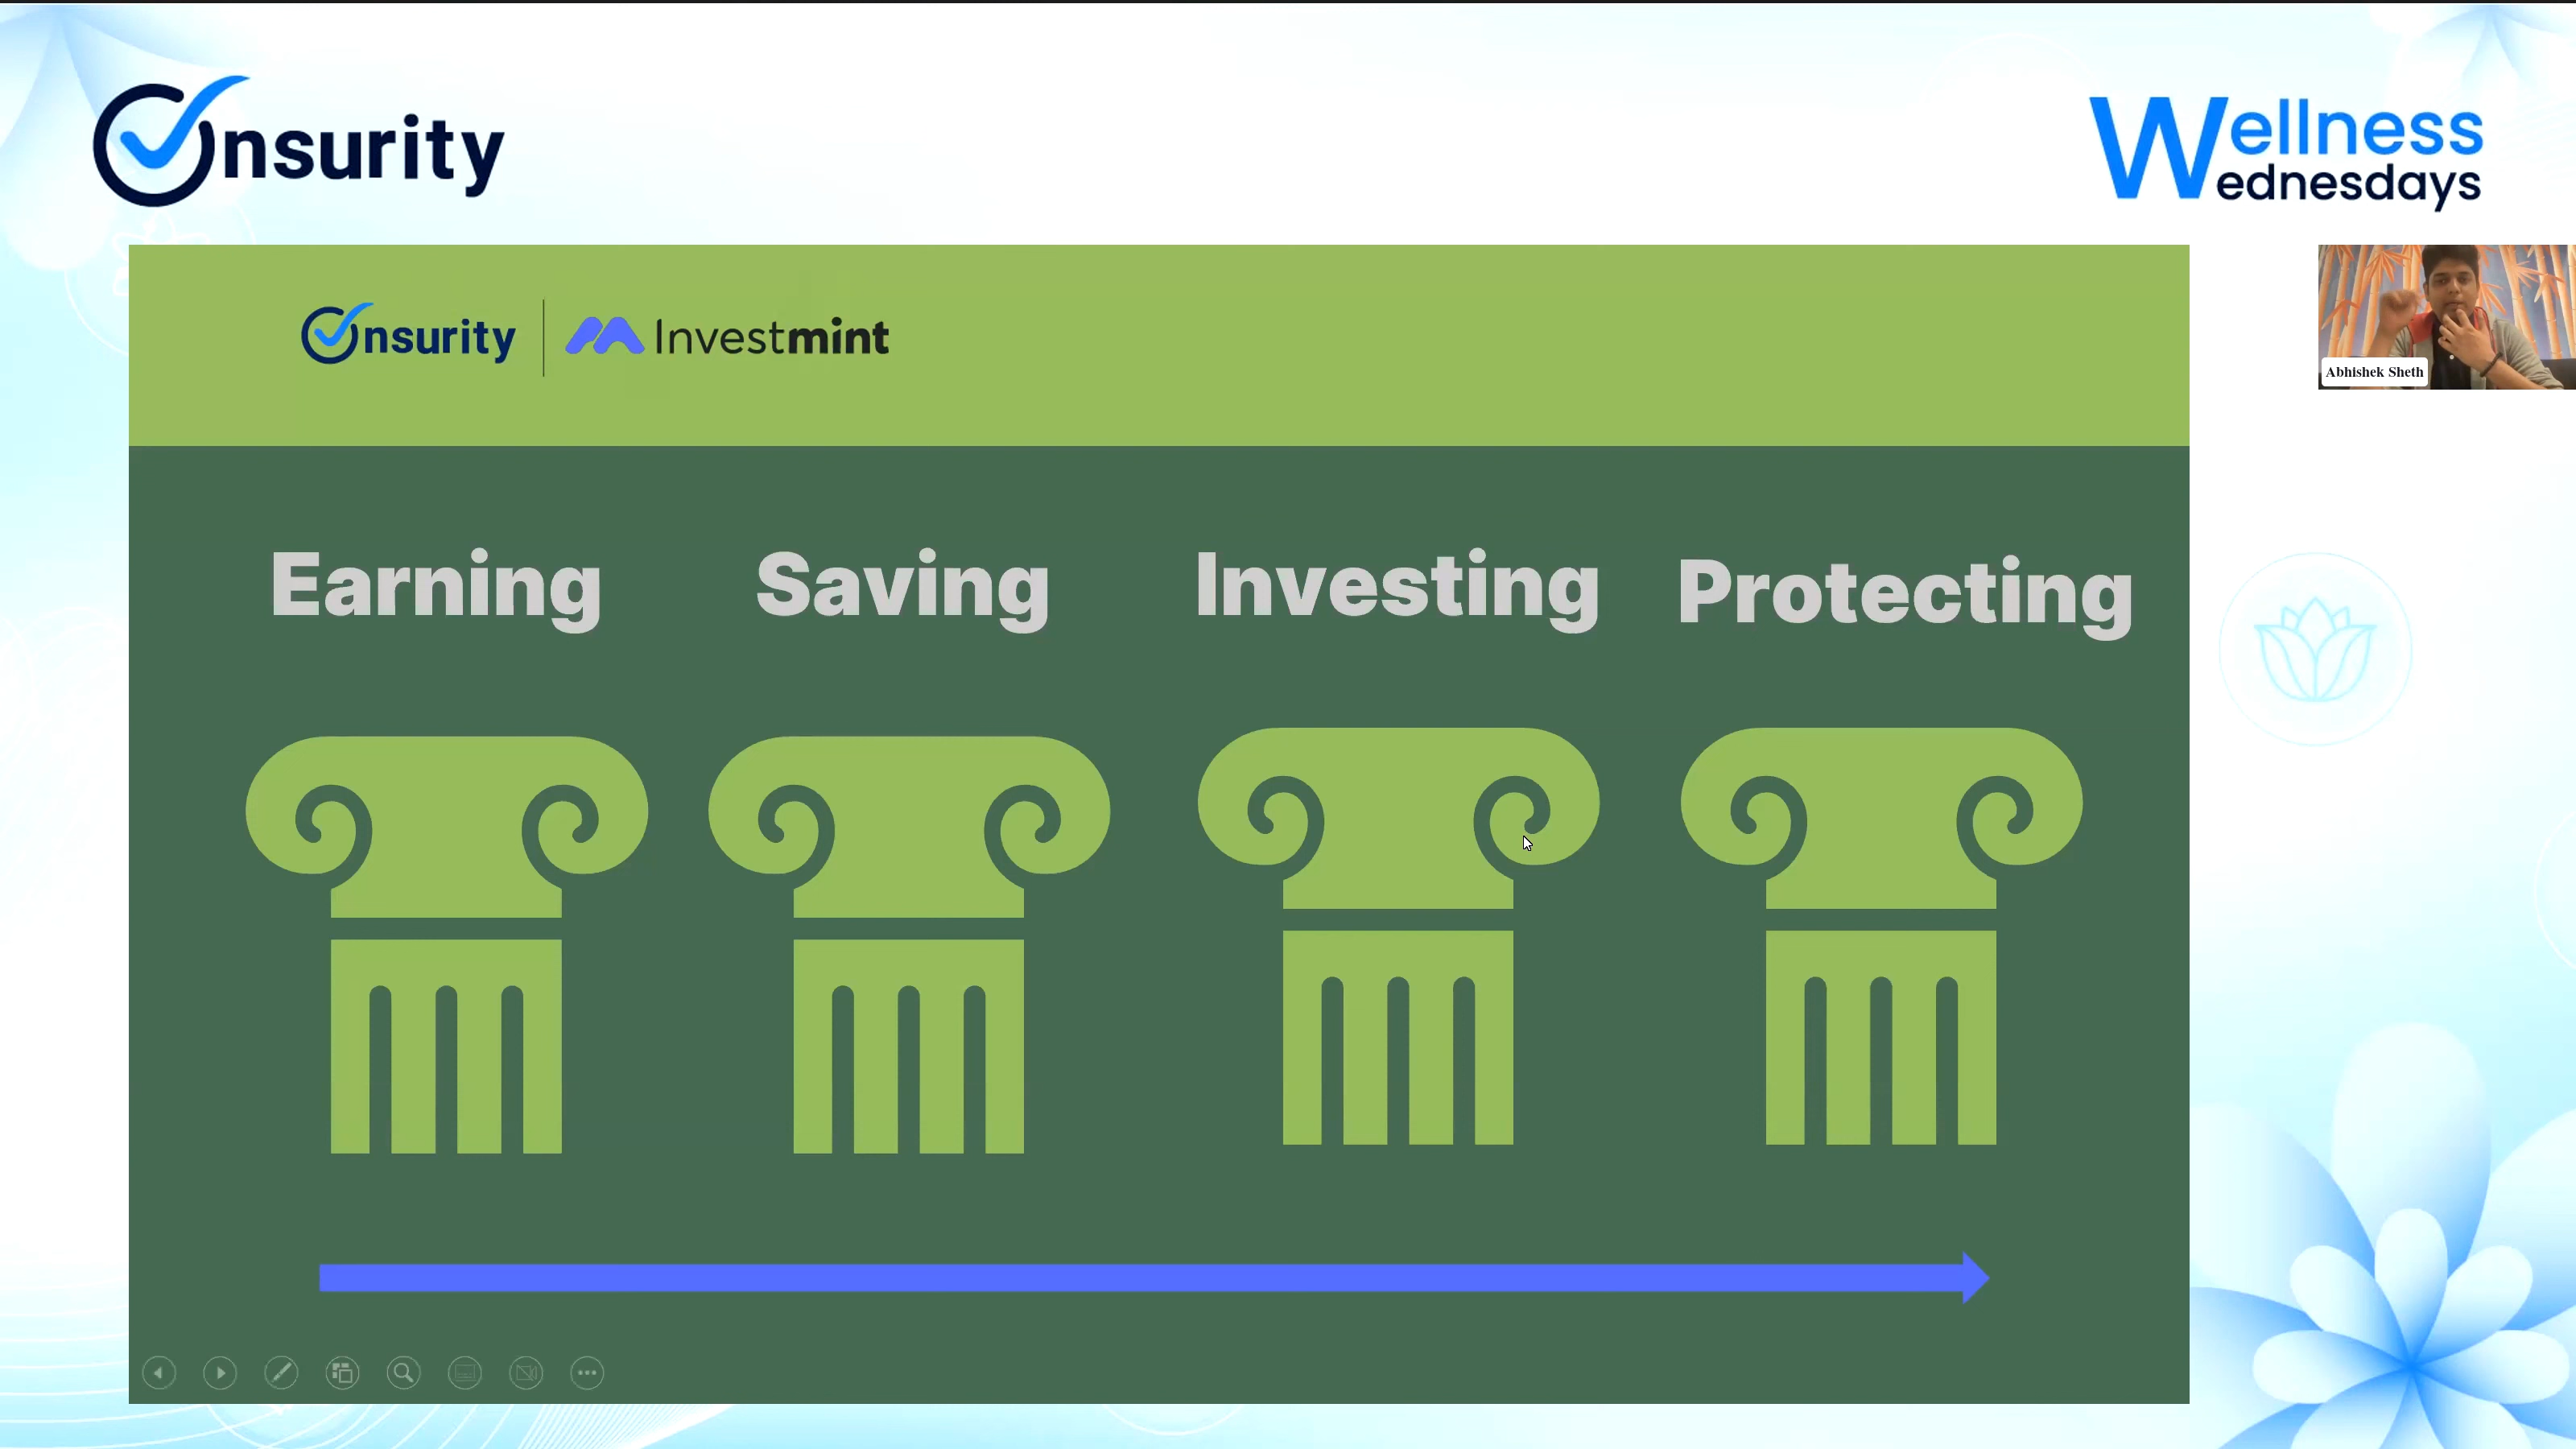 Onsurity
Wellness
Wednesdays
Onsurity
Investmint
Abhishek Sheth
Earning
Saving
Investing
Protecting